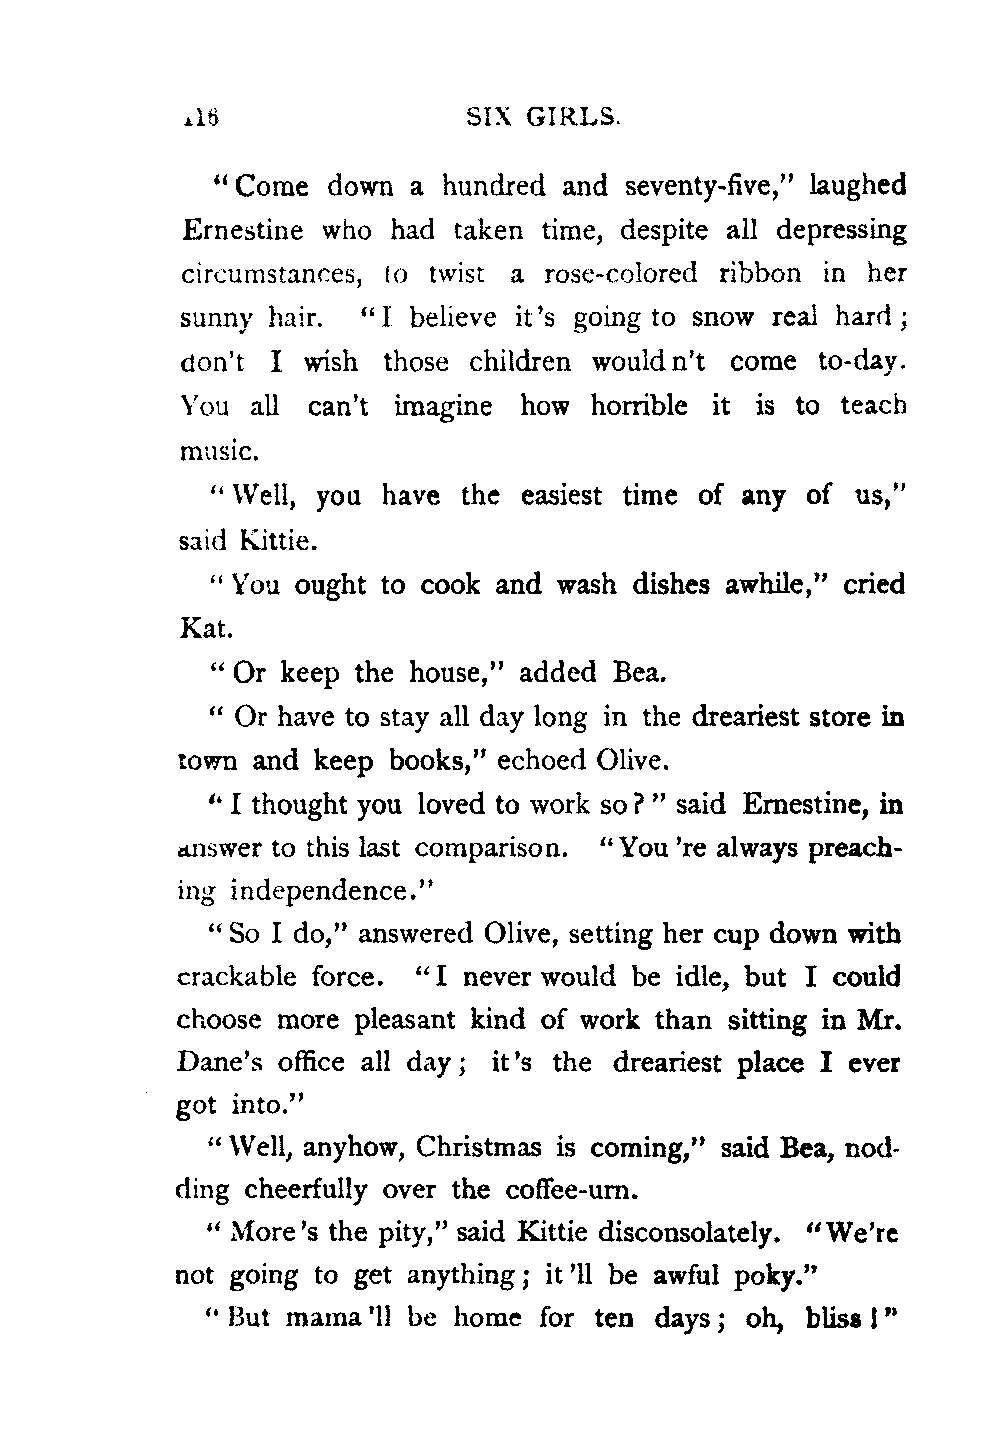 116 SIX GIRLS.
"Come down a hundred and seventy-five," laughed
Ernestine who had taken time, despite all depressing
circumstances, to twist a rose-colored ribbon in her
sunny hair. "I believe it's going to snow real hard;
don't I wish those children wouldn't come to-day.
You all can't imagine how horrible it is to teach
music.
"Well, you have the easiest time of any of us,"
said Kittie.
"You ought to cook and wash dishes awhile," cried
Kat.
"Or keep the house," added Bea.
"Or have to stay all day long in the dreariest store in
town and keep books," echoed Olive.
"I thought you loved to work so?" said Ernestine, in
answer to this last comparison. "You're always preach-
ing independence."
"So I do," answered Olive, setting her cup down with
crackable force. "I never would be idle, but I could
choose more pleasant kind of work than sitting in Mr.
Dane's office all day; it's the dreariest place I ever
got into."
"Well, anyhow, Christmas is coming," said Bea, nod-
ding cheerfully over the coffee-urn.
"More's the pity," said Kittie disconsolately. "We're
not going to get anything; it'll be awful poky."
"But mama'll be home for ten days; oh, bliss!"